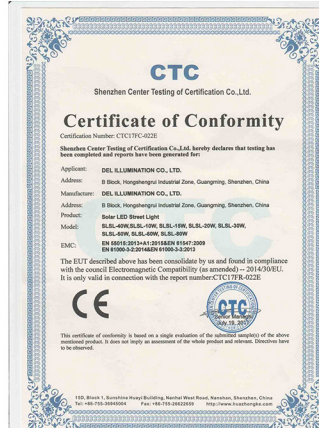 CTC
Shenzhen Center Testing of Certification Co.,Ltd.
Certificate of Conformity
Certification Number: CTC17FC-022E
Shenzhen Testing of Certification Co.,Ltd. hereby declares that testing has
been completed and reports have been generated for:
Applicant: DEL ILLUMINATION CO., LTD.
Address: B Block, Hongshengrui Industrial Zone, Guangming, Shenzhen, China
Manufacture: DEL ILLUMINATION CO., LTD.
Address: B Block, Hongshengrui Industrial Zone, Guangming, Shenzhen, China
Product: Solar LED Street Light
Model: SLSL-40W,SLSL-10W, SLSL-15W, SLSL-20W, SLSL-30W,
SLSL-50W, SLSL-60W, SLSL-80W
EMC: EN 55015:2013+A1:2015&EN 61547:2009
EN 61000-3-2:2014&EN 61000-3-3:2013
The EUT described above has been consolidate by us and found in compliance
with the council Electromagnetic Compatibility (as amended) -- 2014/30/EU.
It is only valid in connection with the report number:CTC17FR-022E
CE
CTC
Senior Manager
July 19, 2017
This certificate of conformity is based on a single evaluation of the submitted sample(s) of the above
mentioned product. It does not imply an assessment of the whole product and relevant. Directives have
to be observed.
15D, Block 1, Sunshine Huayi Building, Nanhai West Road, Nanshan, Shenzhen, China
Tel: +86-755-36945004 Fax: +86-755-26622659 http://www.huazhongke.com